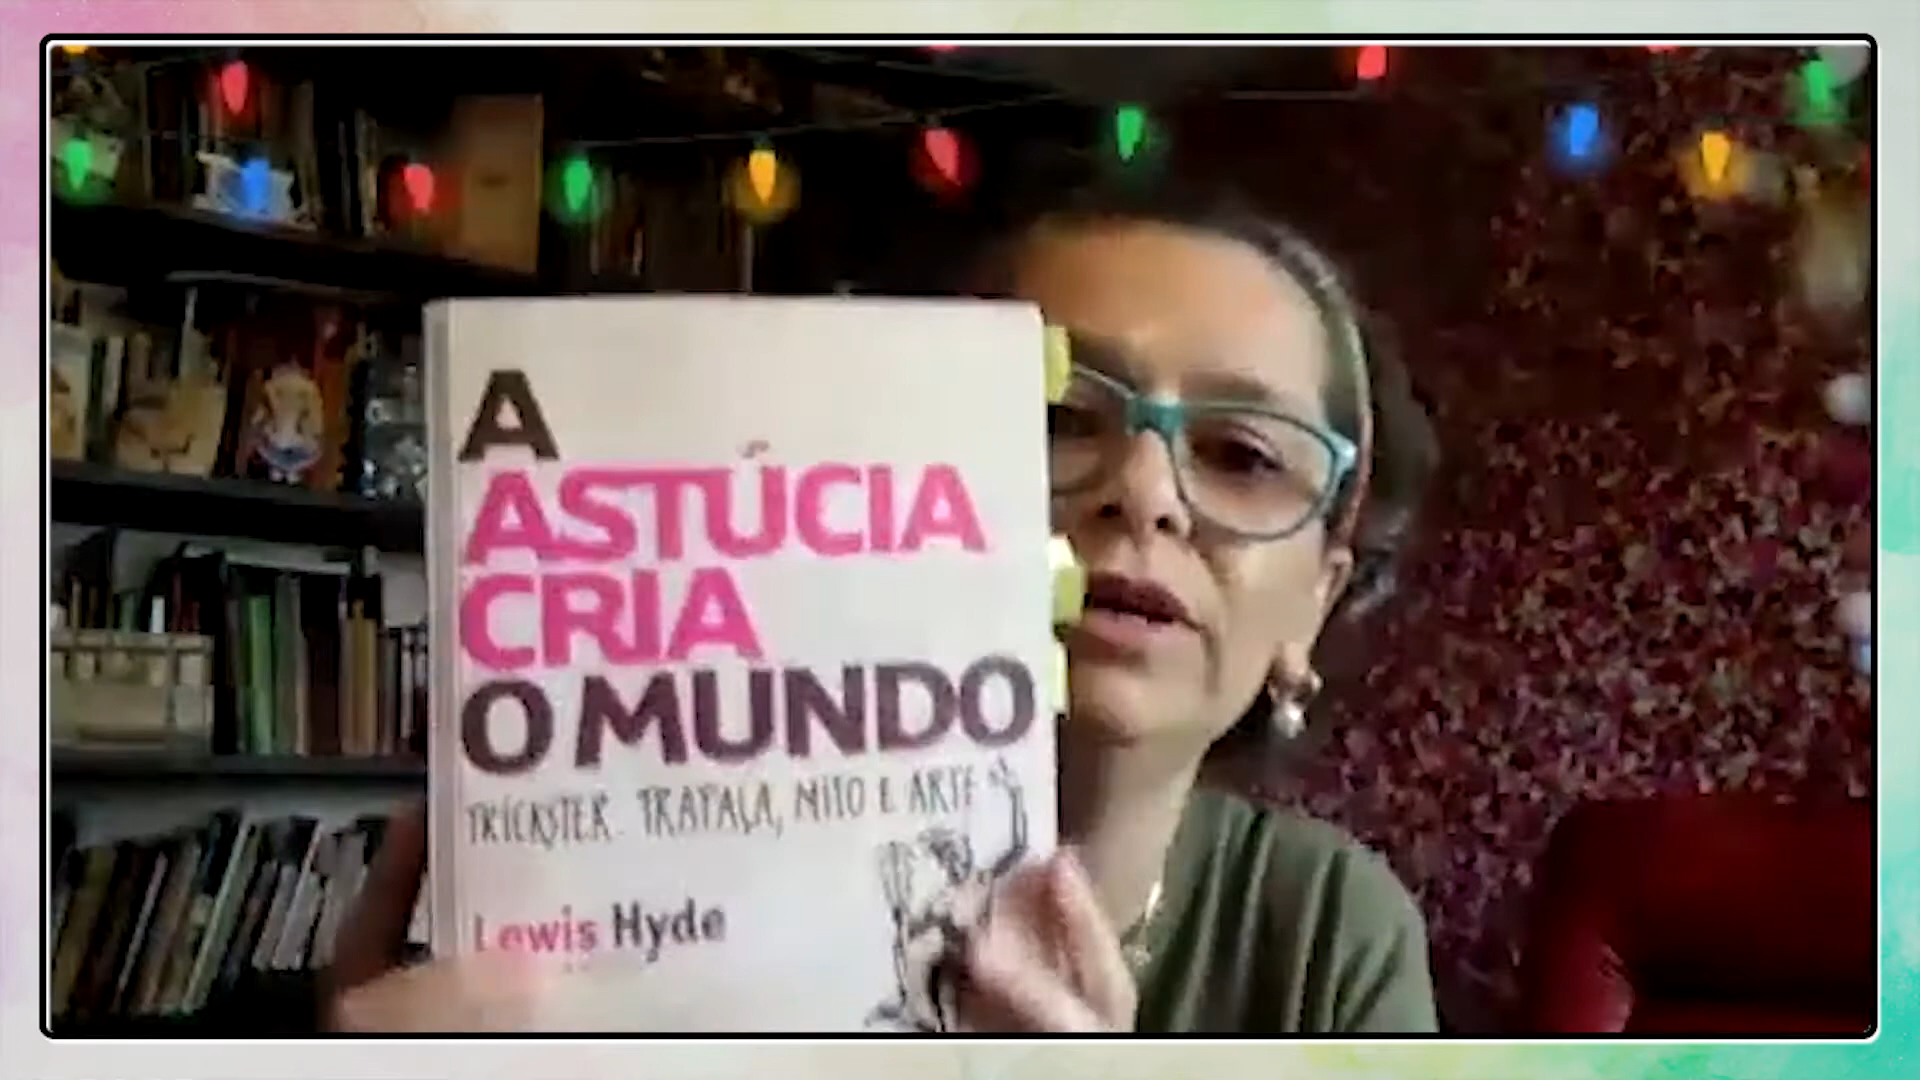 A
ASTÚCIA
CRIA
O MUNDO
TRICKSTER: TRAPAÇA, MITO E ARTE
Lewis Hyde